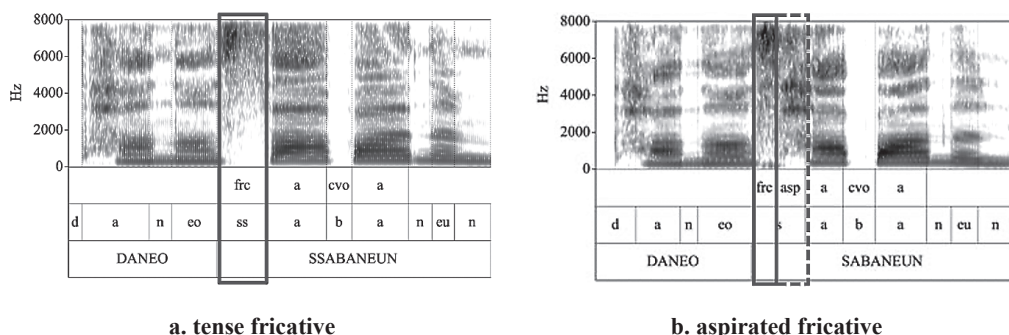 8000
6000
4000
2000
0
Hz
frc a cvo a
d a n eo ss a b a n eu n
DANEO SSABANEUN
a. tense fricative
8000
6000
4000
2000
0
Hz
frc asp a cvo a
d a n eo s a b a n eu n
DANEO SABANEUN
b. aspirated fricative